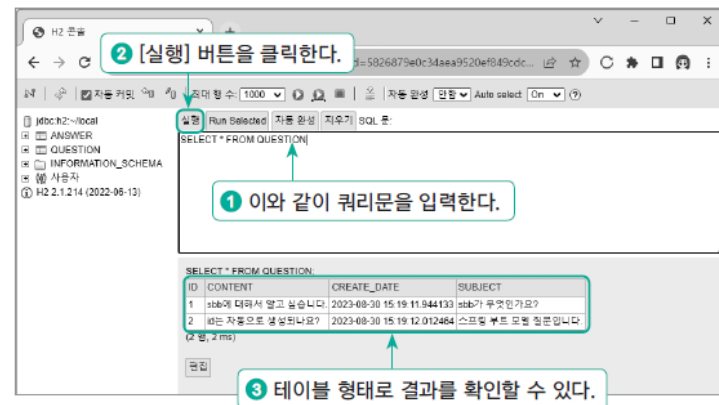 H2 콘솔
② [실행] 버튼을 클릭한다.
id=5826879e0c34aea9520ef849cdc...
자동 커밋 최대 행 수: 1000 자동 완성 안함 Auto select On
jdbc:h2:~/local
ANSWER
QUESTION
INFORMATION_SCHEMA
사용자
H2 2.1.214 (2022-06-13)
실행 Run Selected 자동 완성 지우기 SQL 문:
SELECT * FROM QUESTION
① 이와 같이 쿼리문을 입력한다.
SELECT * FROM QUESTION;
ID CONTENT CREATE_DATE SUBJECT
1 sbb에 대해서 알고 싶습니다. 2023-08-30 15:19:11.944133 sbb가 무엇인가요?
2 id는 자동으로 생성되나요? 2023-08-30 15:19:12.012464 스프링 부트 모델 질문입니다.
(2 행, 2 ms)
편집
③ 테이블 형태로 결과를 확인할 수 있다.